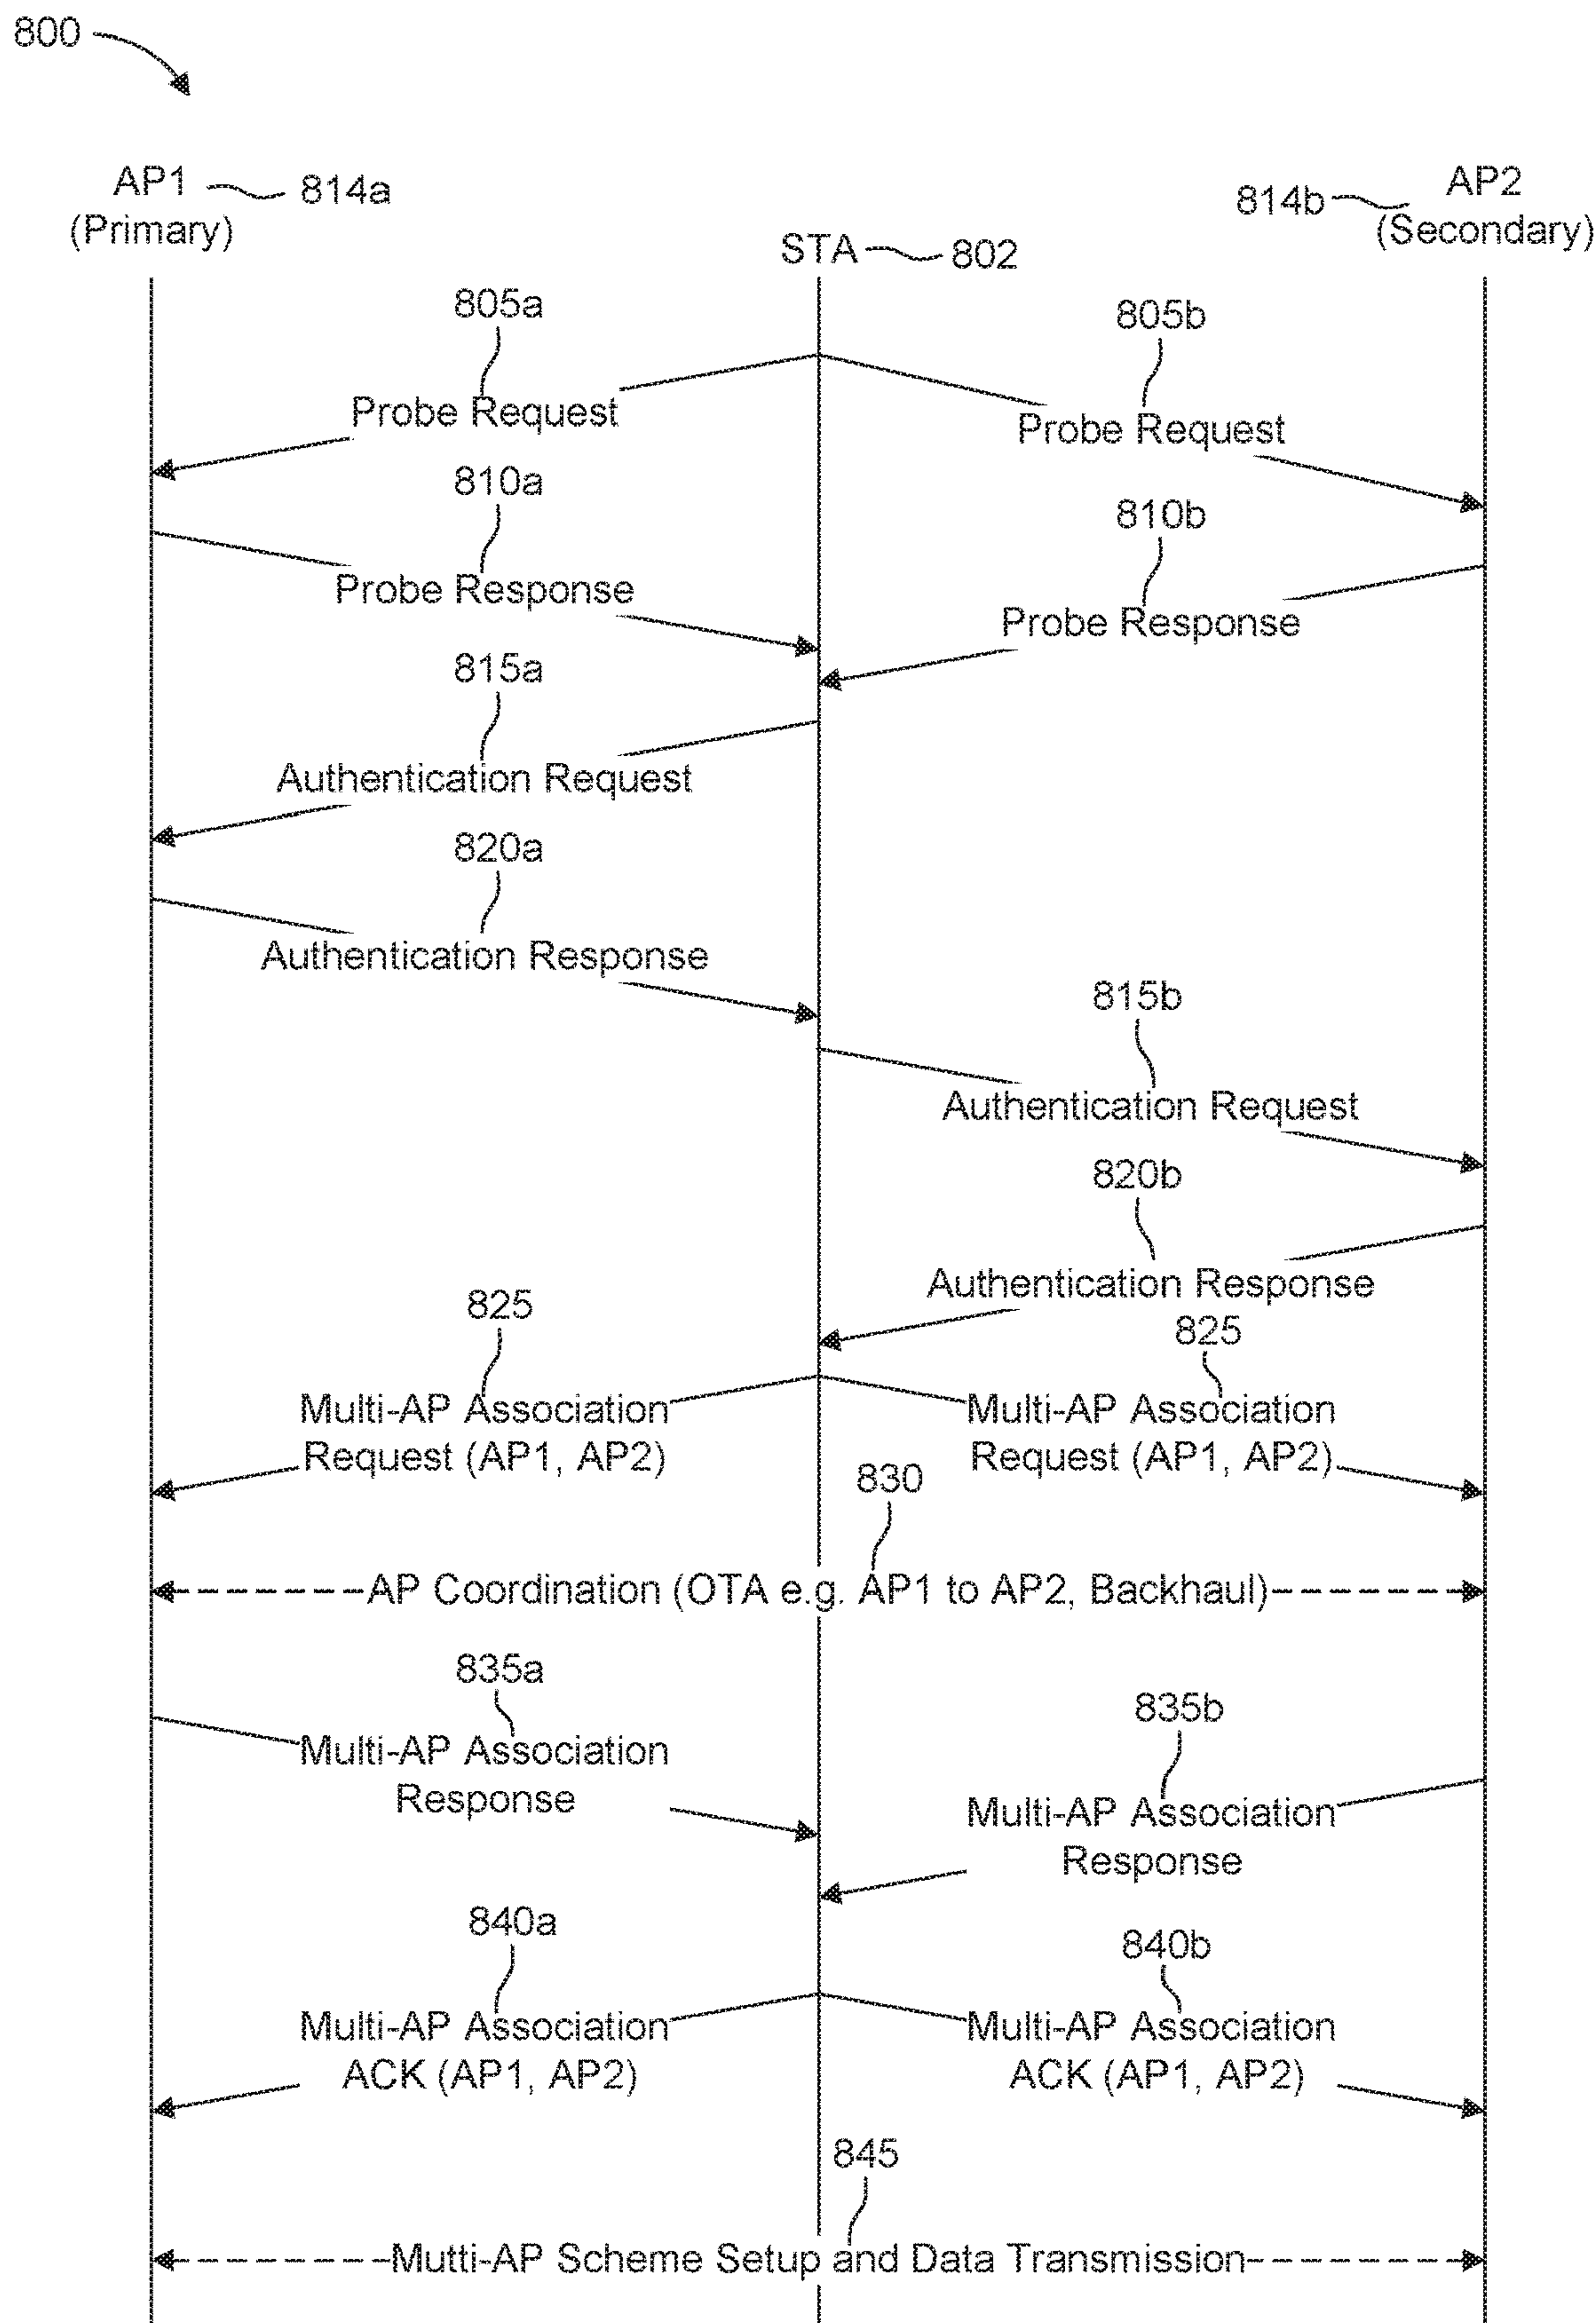 800
AP1
(Primary)
814a
814b
AP2
(Secondary)
STA
802
805a
805b
Probe Request
Probe Request
810a
810b
Probe Response
Probe Response
815a
Authentication Request
820a
Authentication Response
815b
Authentication Request
820b
Authentication Response
825
825
Multi-AP Association
Request (AP1, AP2)
Multi-AP Association
Request (AP1, AP2)
830
AP Coordination (OTA e.g. AP1 to AP2, Backhaul)
835a
Multi-AP Association
Response
835b
Multi-AP Association
Response
840a
840b
Multi-AP Association
ACK (AP1, AP2)
Multi-AP Association
ACK (AP1, AP2)
845
Mutti-AP Scheme Setup and Data Transmission